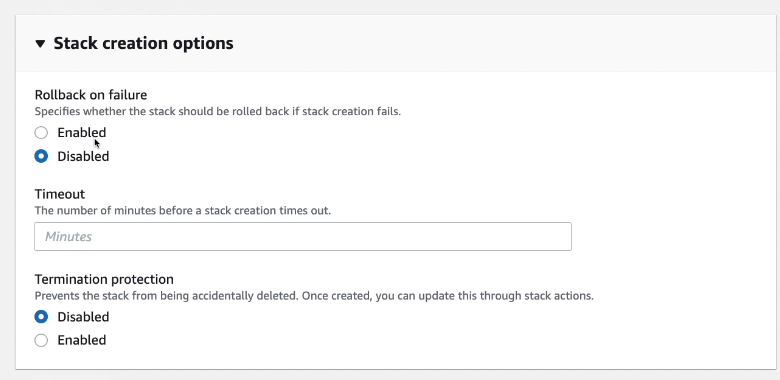 Stack creation options
Rollback on failure
Specifies whether the stack should be rolled back if stack creation fails.
Enabled
Disabled
Timeout
The number of minutes before a stack creation times out.
Minutes
Termination protection
Prevents the stack from being accidentally deleted. Once created, you can update this through stack actions.
Disabled
Enabled